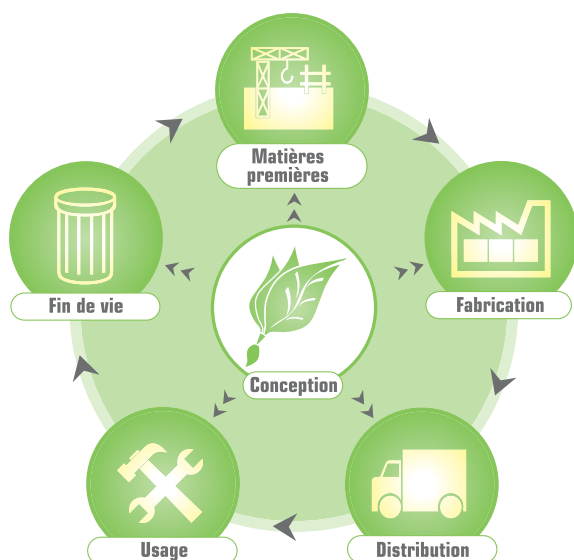 Matières
premières
Fin de vie
Fabrication
Conception
Usage
Distribution